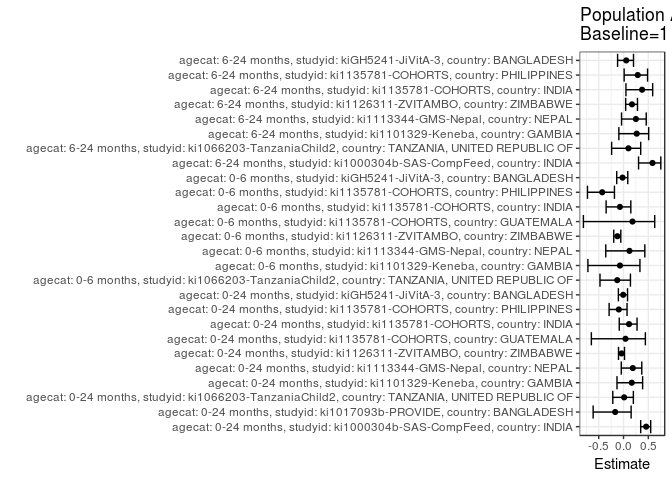 Population
Baseline=1
agecat: 6-24 months, studyid: kiGH5241-JiVitA-3, country: BANGLADESH
agecat: 6-24 months, studyid: ki1135781-COHORTS, country: PHILIPPINES
agecat: 6-24 months, studyid: ki1135781-COHORTS, country: INDIA
agecat: 6-24 months, studyid: ki1126311-ZVITAMBO, country: ZIMBABWE
agecat: 6-24 months, studyid: ki1113344-GMS-Nepal, country: NEPAL
agecat: 6-24 months, studyid: ki1101329-Keneba, country: GAMBIA
agecat: 6-24 months, studyid: ki1066203-TanzaniaChild2, country: TANZANIA, UNITED REPUBLIC OF
agecat: 6-24 months, studyid: ki1000304b-SAS-CompFeed, country: INDIA
agecat: 0-6 months, studyid: kiGH5241-JiVitA-3, country: BANGLADESH
agecat: 0-6 months, studyid: ki1135781-COHORTS, country: PHILIPPINES
agecat: 0-6 months, studyid: ki1135781-COHORTS, country: INDIA
agecat: 0-6 months, studyid: ki1135781-COHORTS, country: GUATEMALA
agecat: 0-6 months, studyid: ki1126311-ZVITAMBO, country: ZIMBABWE
agecat: 0-6 months, studyid: ki1113344-GMS-Nepal, country: NEPAL
agecat: 0-6 months, studyid: ki1101329-Keneba, country: GAMBIA
agecat: 0-6 months, studyid: ki1066203-TanzaniaChild2, country: TANZANIA, UNITED REPUBLIC OF
agecat: 0-24 months, studyid: kiGH5241-JiVitA-3, country: BANGLADESH
agecat: 0-24 months, studyid: ki1135781-COHORTS, country: PHILIPPINES
agecat: 0-24 months, studyid: ki1135781-COHORTS, country: INDIA
agecat: 0-24 months, studyid: ki1135781-COHORTS, country: GUATEMALA
agecat: 0-24 months, studyid: ki1126311-ZVITAMBO, country: ZIMBABWE
agecat: 0-24 months, studyid: ki1113344-GMS-Nepal, country: NEPAL
agecat: 0-24 months, studyid: ki1101329-Keneba, country: GAMBIA
agecat: 0-24 months, studyid: ki1066203-TanzaniaChild2, country: TANZANIA, UNITED REPUBLIC OF
agecat: 0-24 months, studyid: ki1017093b-PROVIDE, country: BANGLADESH
agecat: 0-24 months, studyid: ki1000304b-SAS-CompFeed, country: INDIA
-0.5 0.0 0.5
Estimate